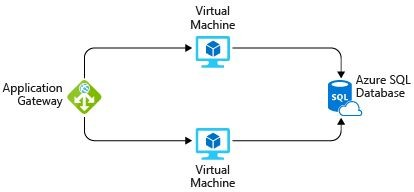 Virtual
Machine
Application
Gateway
Azure SQL
Database
SQL
Virtual
Machine